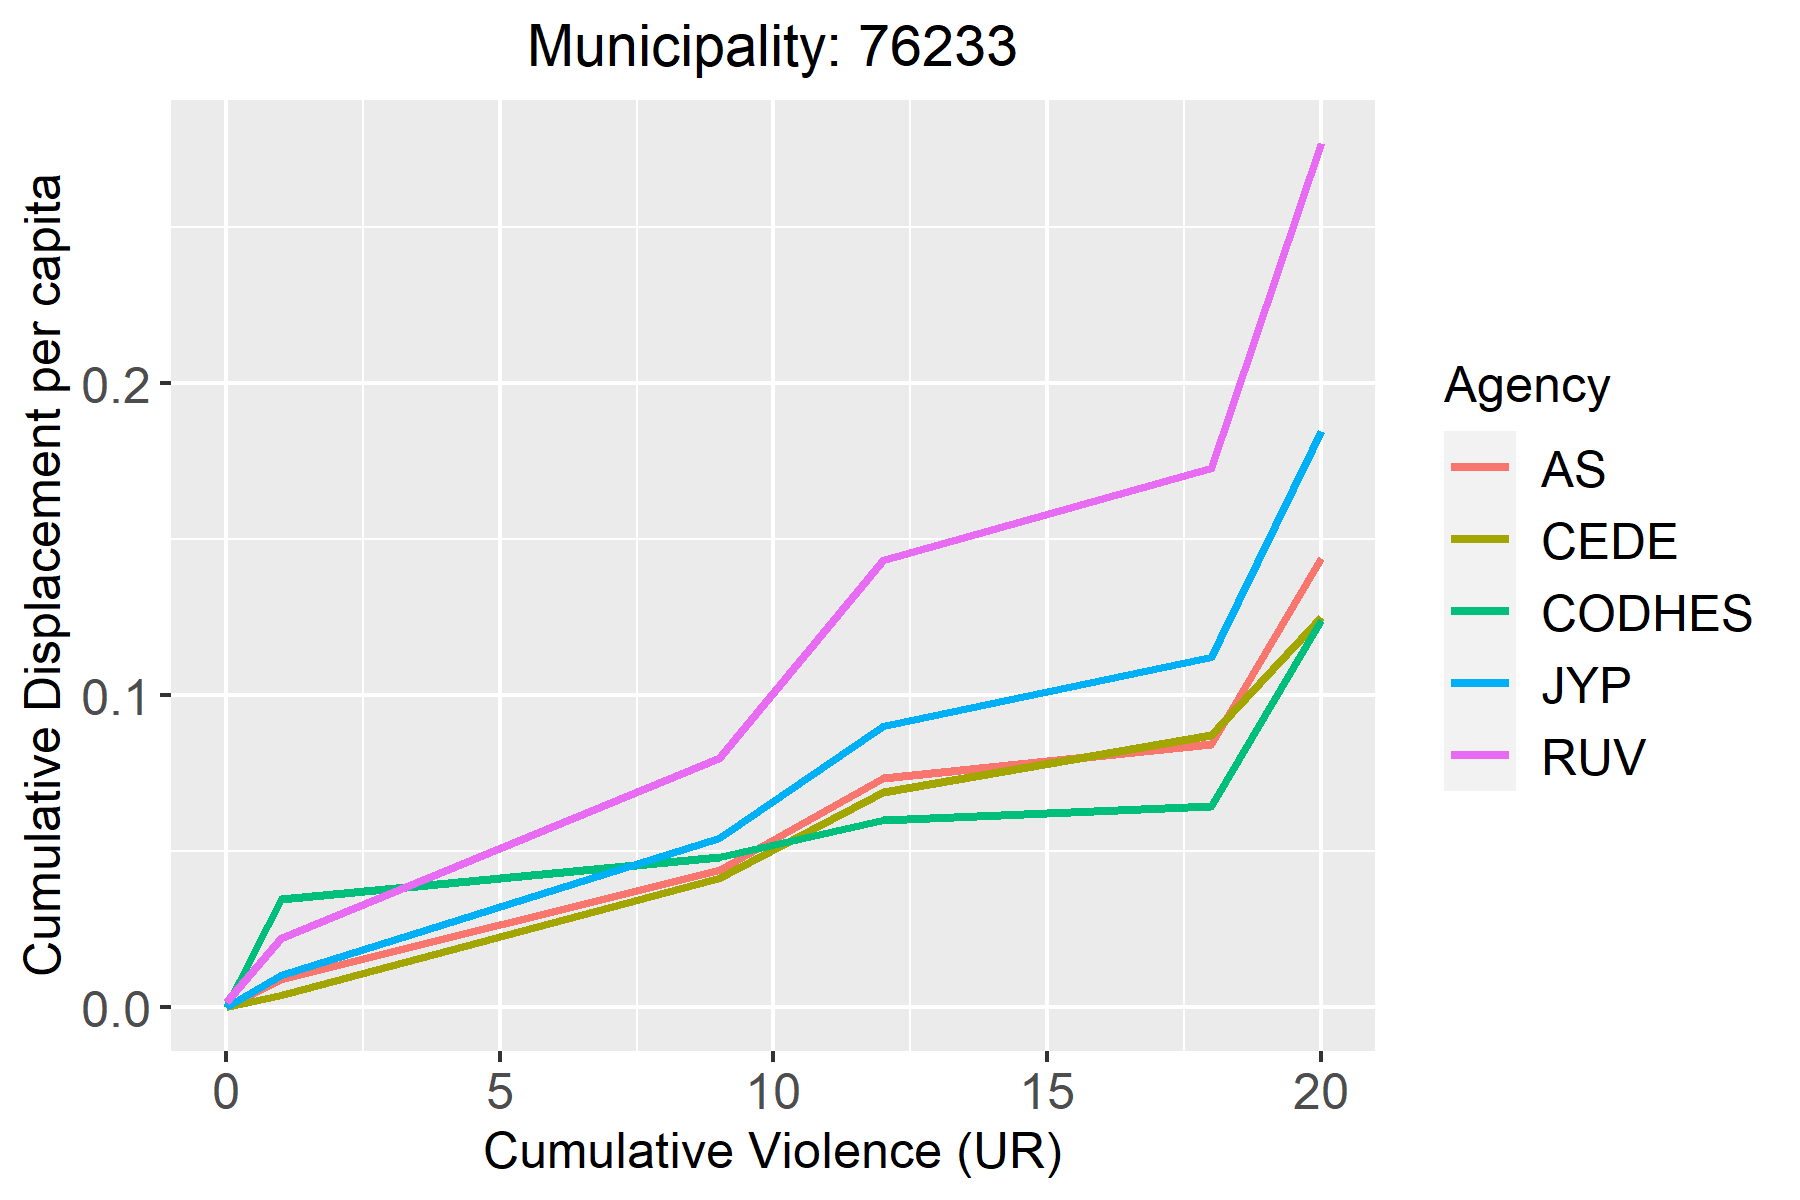 Municipality: 76233
Cumulative Displacement per capita
0.2
0.1
0.0
0 5 10 15 20
Cumulative Violence (UR)
Agency
AS
CEDE
CODHES
JYP
RUV